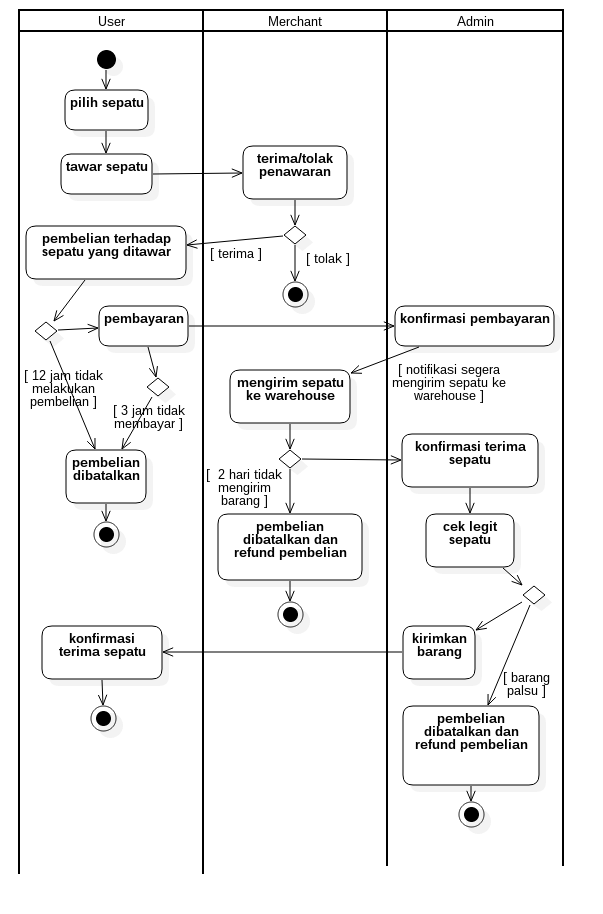 User
Merchant
Admin
pilih sepatu
tawar sepatu
terima/tolak
penawaran
pembelian terhadap
sepatu yang ditawar
[ terima ]
[ tolak ]
pembayaran
konfirmasi pembayaran
[ 12 jam tidak
melakukan
pembelian ]
[ 3 jam tidak
membayar ]
mengirim sepatu
ke warehouse
[ notifikasi segera
mengirim sepatu ke
warehouse ]
pembelian
dibatalkan
[ 2 hari tidak
mengirim
barang ]
konfirmasi terima
sepatu
pembelian
dibatalkan dan
refund pembelian
cek legit
sepatu
konfirmasi
terima sepatu
kirimkan
barang
[ barang
palsu ]
pembelian
dibatalkan dan
refund pembelian